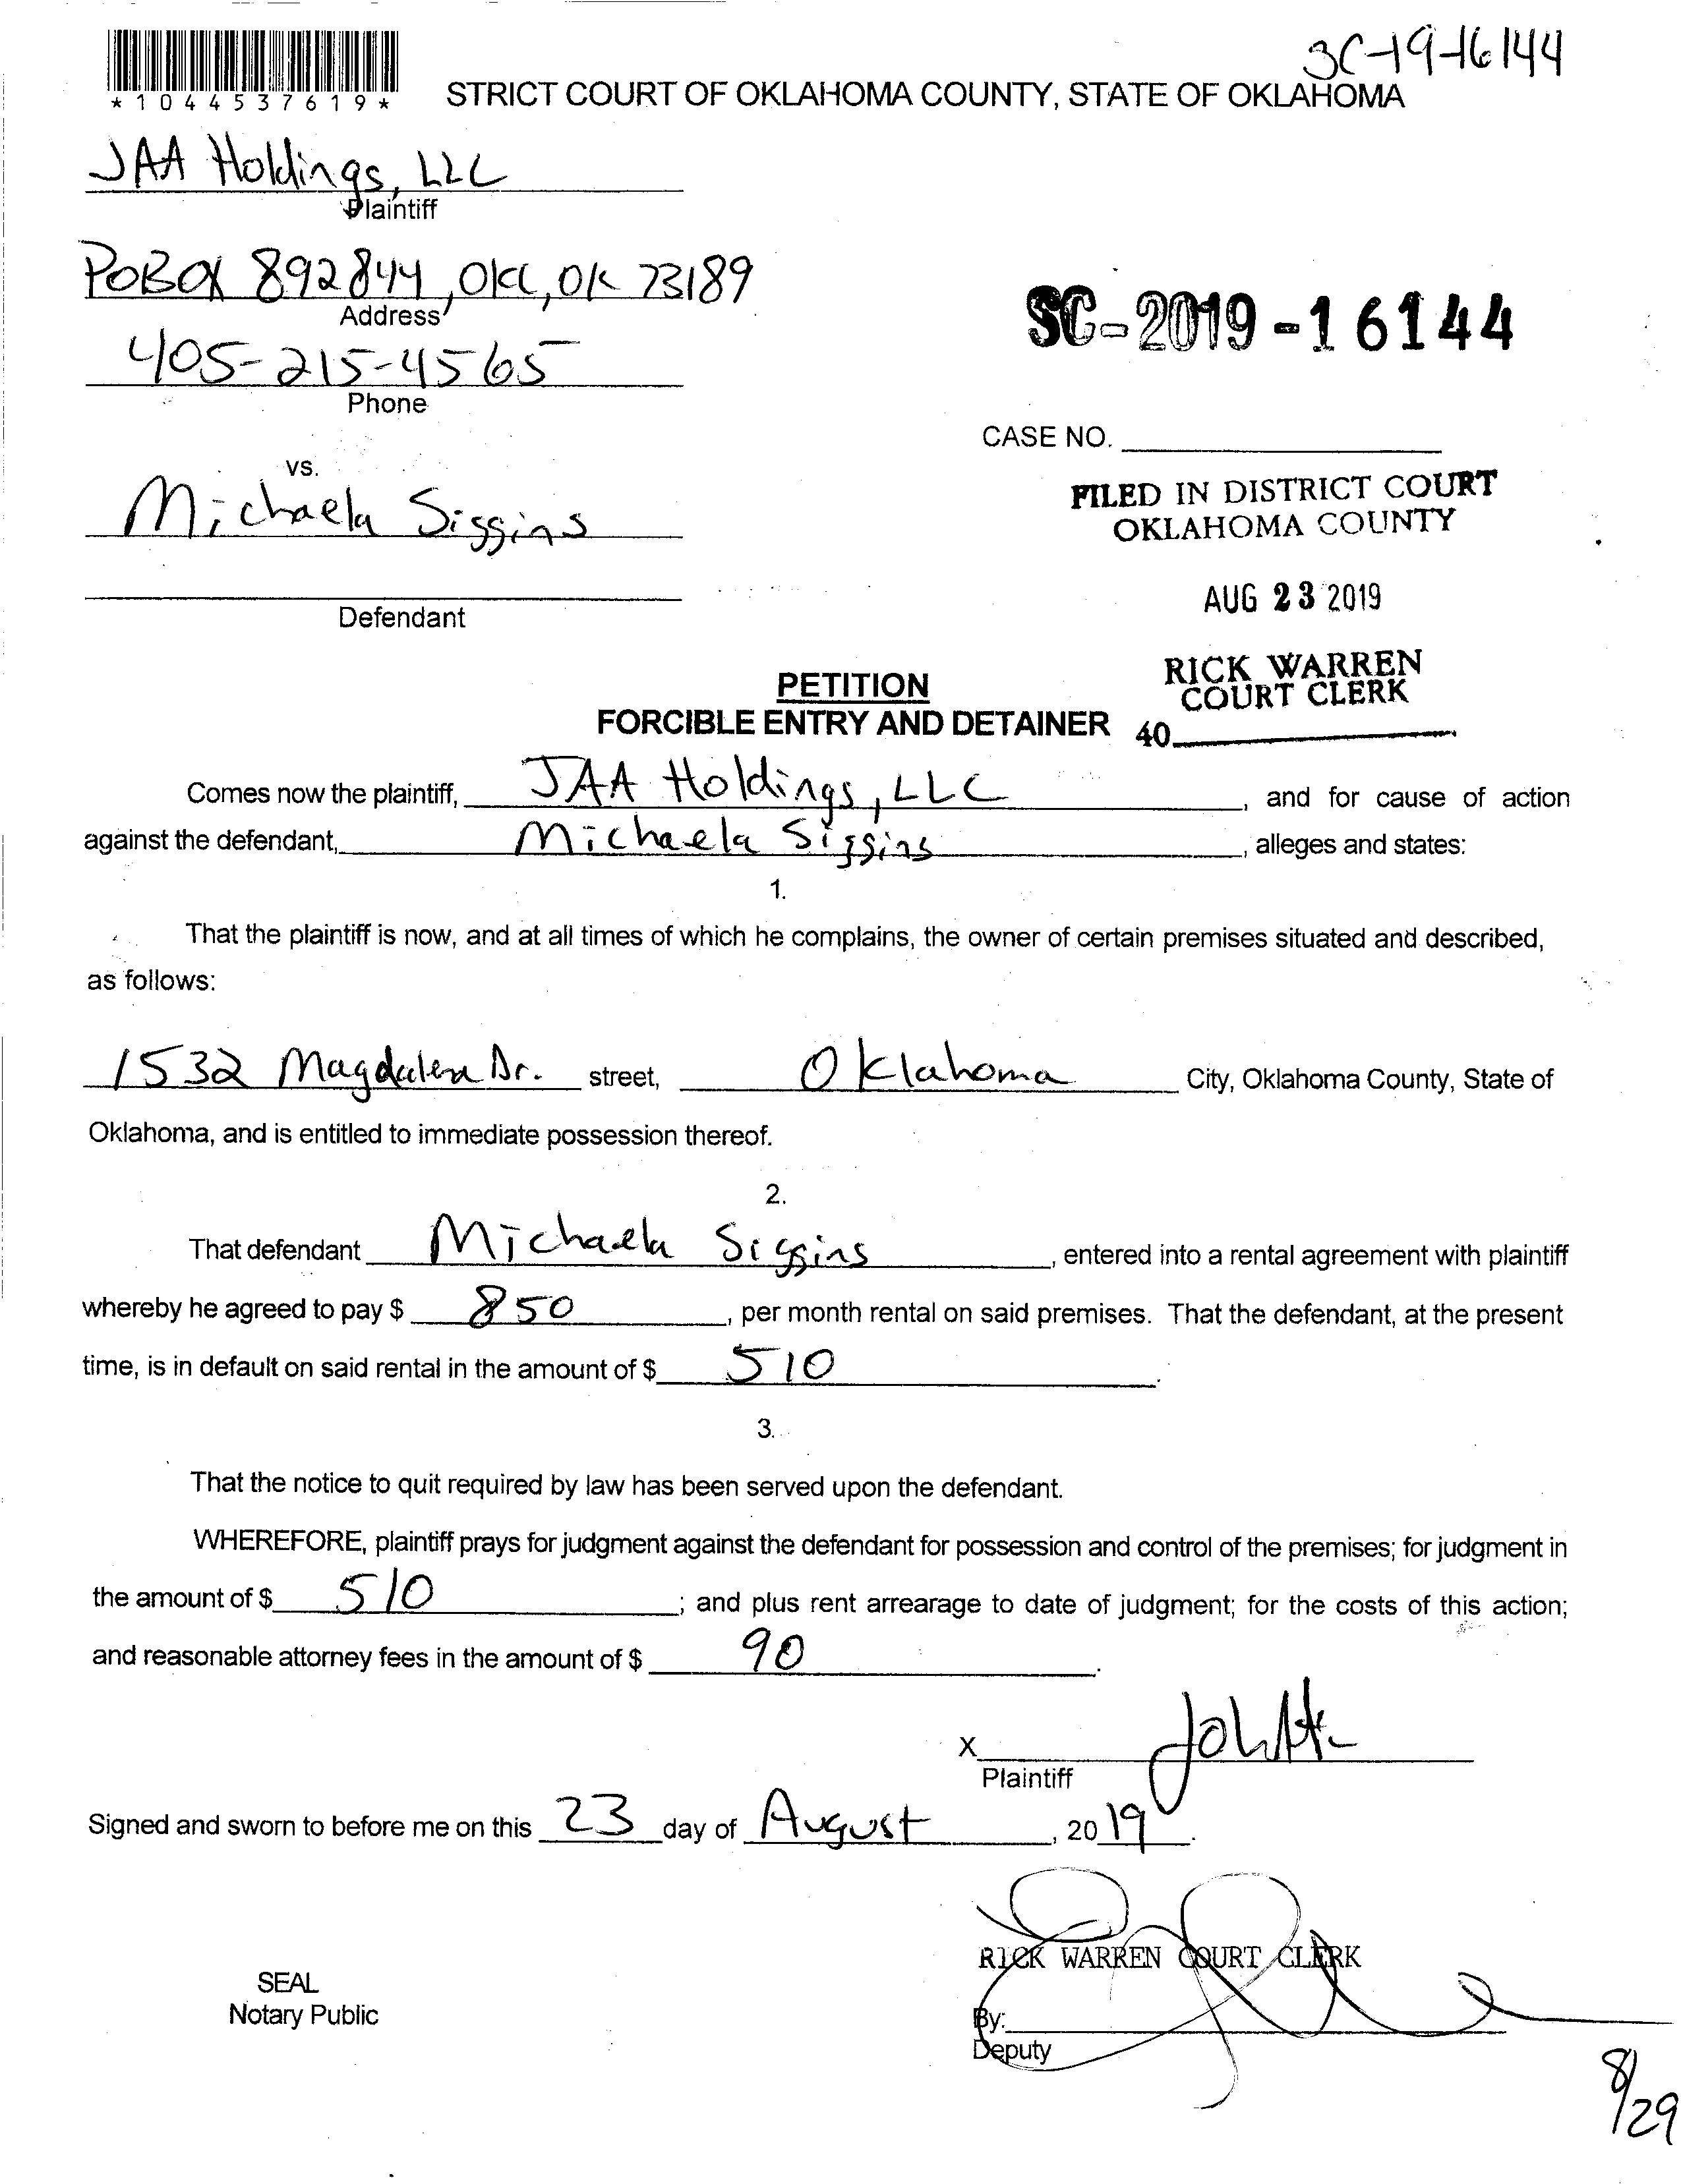 3C-19-16144
*1044537619*
STRICT COURT OF OKLAHOMA COUNTY, STATE OF OKLAHOMA
JAA Holdings, LLC
Plaintiff
PO BOX 892844, OKC, OK 73189
Address
405-215-4565
Phone
SC-2019-16144
CASE NO.
vs.
Michaela Siggins
Defendant
FILED IN DISTRICT COURT
OKLAHOMA COUNTY
AUG 23 2019
RICK WARREN
COURT CLERK
40
PETITION
FORCIBLE ENTRY AND DETAINER
Comes now the plaintiff, JAA Holdings, LLC, and for cause of action
against the defendant, Michaela Siggins, alleges and states:
1.
That the plaintiff is now, and at all times of which he complains, the owner of certain premises situated and described,
as follows:
1532 Magdalena Dr. street, Oklahoma City, Oklahoma County, State of
Oklahoma, and is entitled to immediate possession thereof.
2.
That defendant Michaela Siggins, entered into a rental agreement with plaintiff
whereby he agreed to pay $ 850, per month rental on said premises. That the defendant, at the present
time, is in default on said rental in the amount of $ 510.
3.
That the notice to quit required by law has been served upon the defendant.
WHEREFORE, plaintiff prays for judgment against the defendant for possession and control of the premises; for judgment in
the amount of $ 510; and plus rent arrearage to date of judgment; for the costs of this action;
and reasonable attorney fees in the amount of $ 90.
X
Plaintiff
Signed and sworn to before me on this 23 day of August, 2019.
RICK WARREN COURT CLERK
SEAL
Notary Public
By:
Deputy
8/29